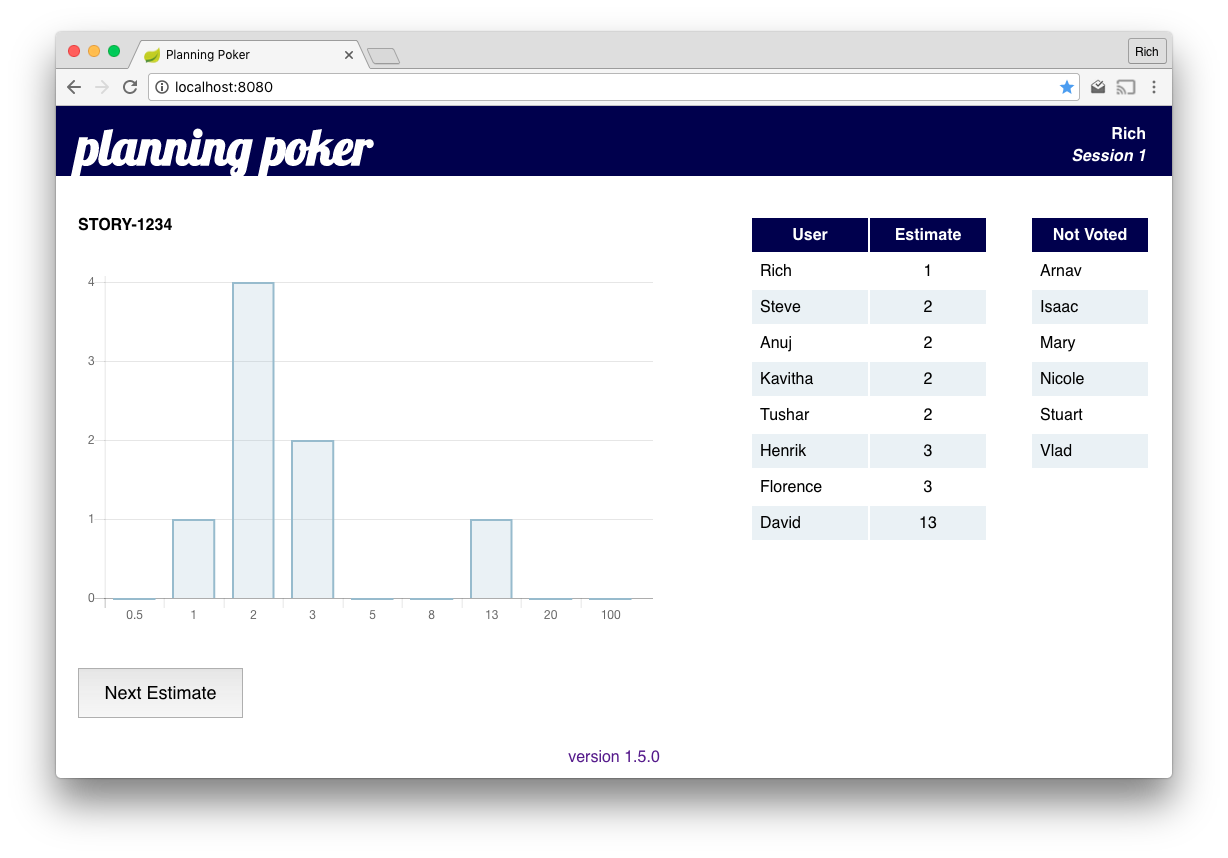 Planning Poker
Rich
localhost:8080
planning poker
Rich
Session 1
STORY-1234
4
3
2
1
0
0.5 1 2 3 5 8 13 20 100
User Estimate
Rich 1
Steve 2
Anuj 2
Kavitha 2
Tushar 2
Henrik 3
Florence 3
David 13
Not Voted
Arnav
Isaac
Mary
Nicole
Stuart
Vlad
Next Estimate
version 1.5.0